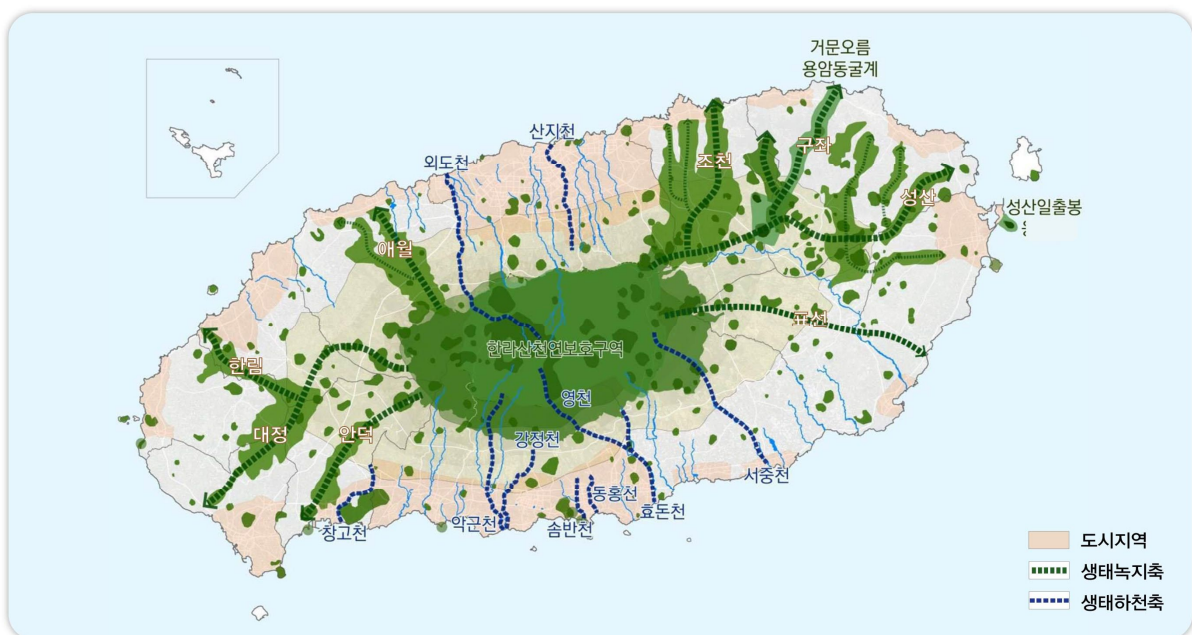 거문오름
용암동굴계
산지천
외도천
조천
구좌
성산
성산일출봉
애월
표선
한라산천연보호구역
한림
영천
대정
안덕
강정천
서중천
동홍천
효돈천
창고천
악근천
솜반천
도시지역
생태녹지축
생태하천축